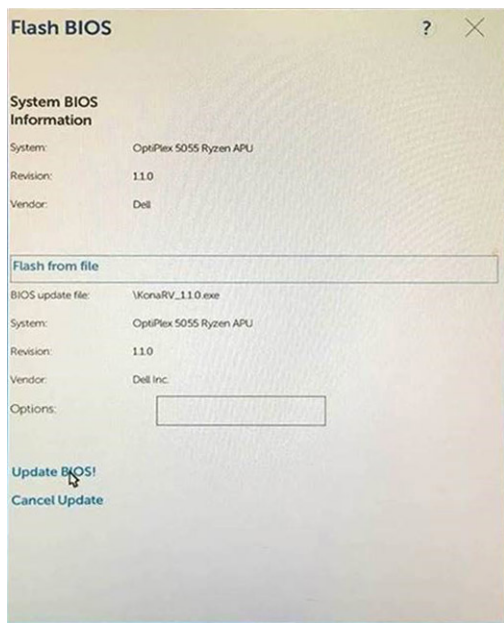 Flash BIOS
?
System BIOS
Information
System: OptiPlex 5055 Ryzen APU
Revision: 1.1.0
Vendor: Dell
Flash from file
BIOS update file: \KonaRV_1.1.0.exe
System: OptiPlex 5055 Ryzen APU
Revision: 1.1.0
Vendor: Dell Inc.
Options:
Update BIOS!
Cancel Update